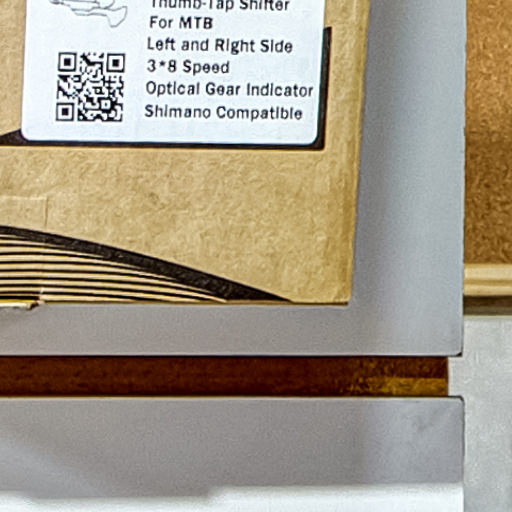 Thumb-Tap Shifter
For MTB
Left and Right Side
3*8 Speed
Optical Gear Indicator
Shimano Compatible